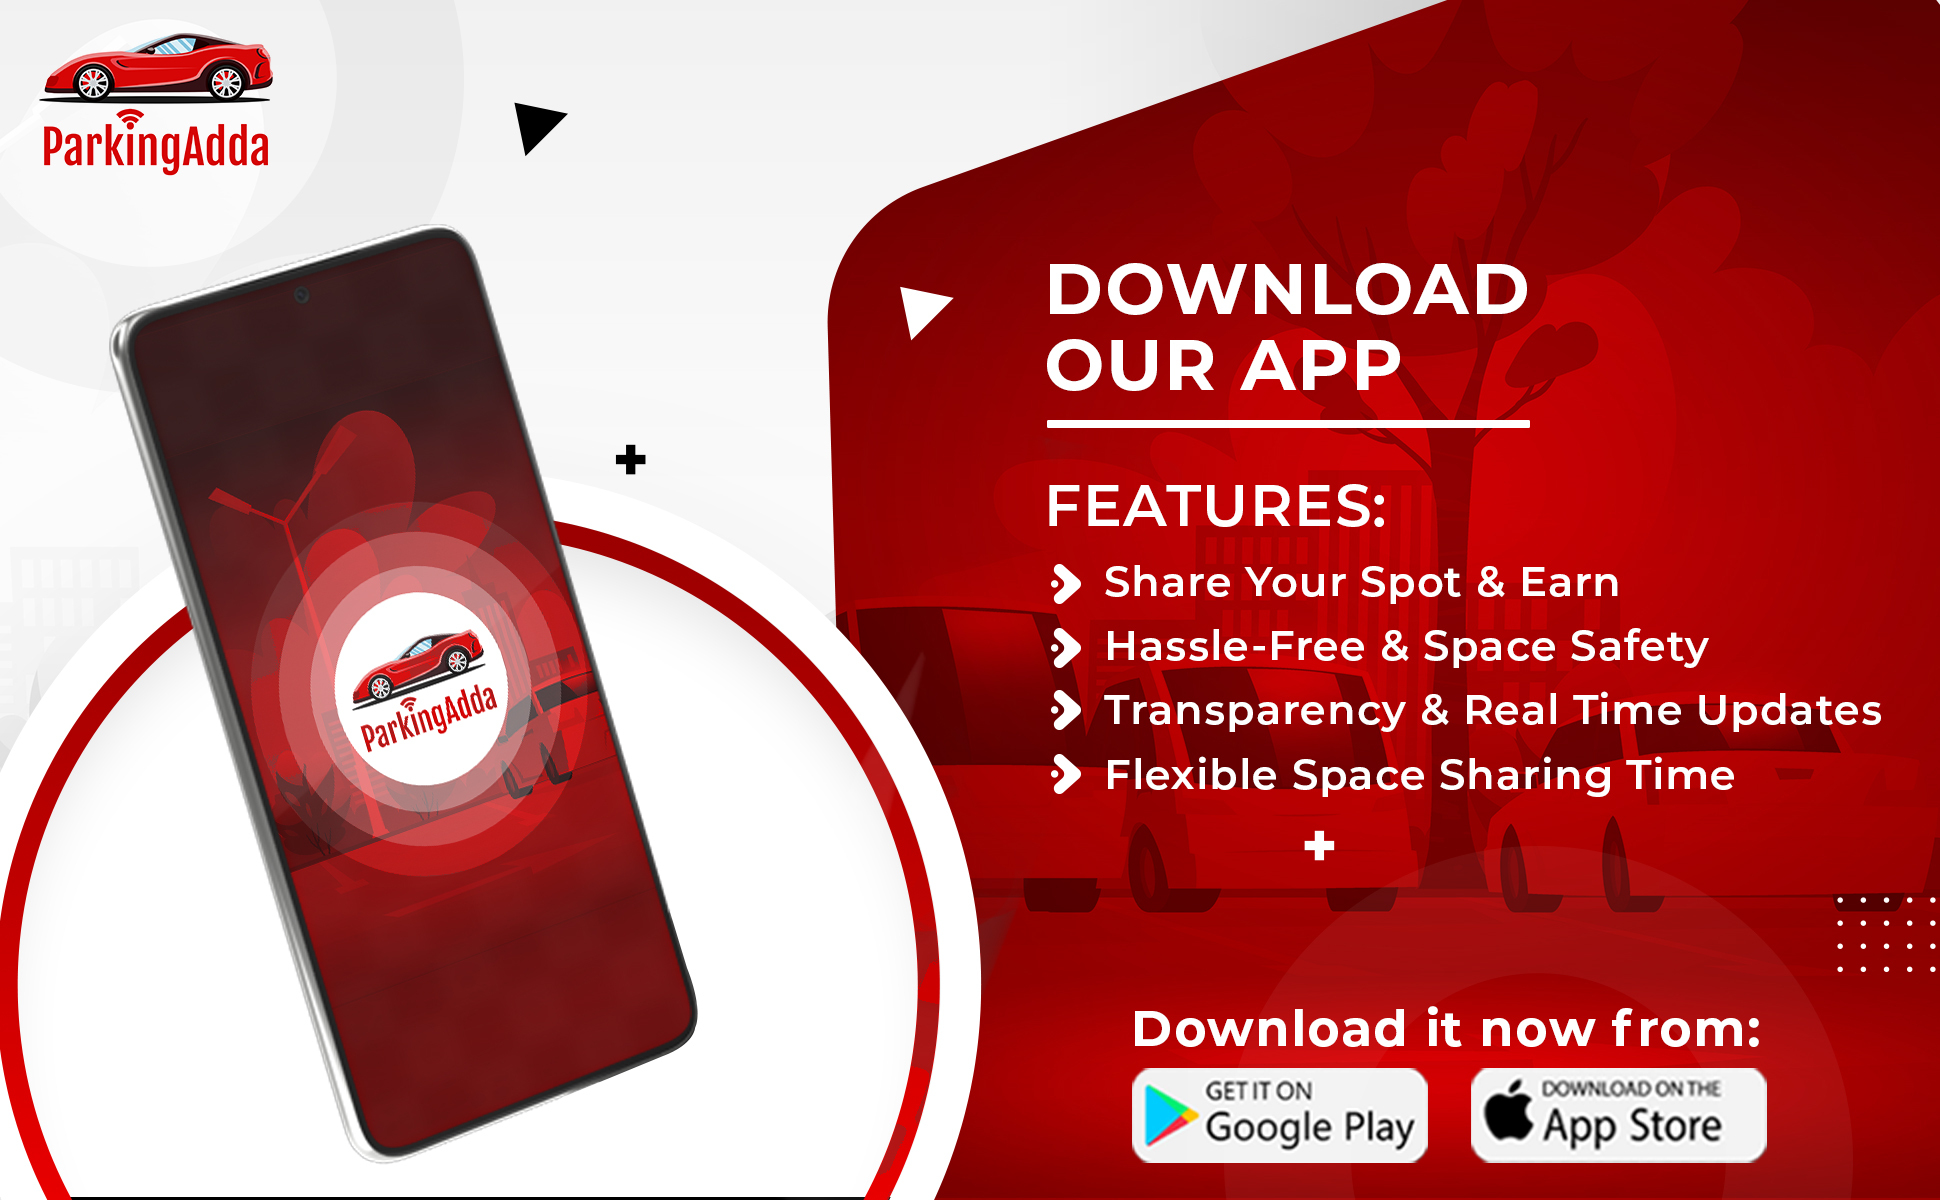 ParkingAdda
DOWNLOAD
OUR APP
FEATURES:
Share Your Spot & Earn
Hassle-Free & Space Safety
Transparency & Real Time Updates
Flexible Space Sharing Time
ParkingAdda
Download it now from:
GET IT ON
Google Play
DOWNLOAD ON THE
App Store